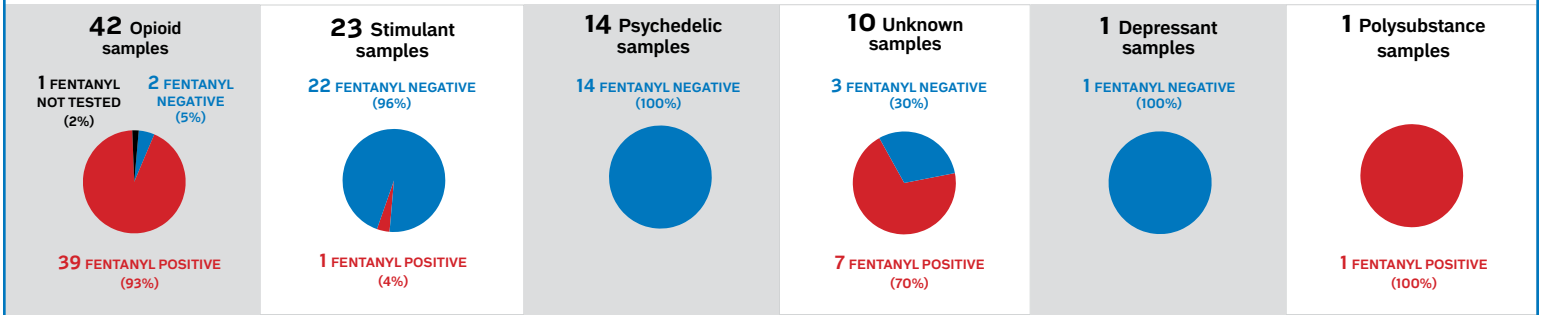 42 Opioid
samples
1 FENTANYL
NOT TESTED
(2%)
2 FENTANYL
NEGATIVE
(5%)
39 FENTANYL POSITIVE
(93%)
23 Stimulant
samples
22 FENTANYL NEGATIVE
(96%)
1 FENTANYL POSITIVE
(4%)
14 Psychedelic
samples
14 FENTANYL NEGATIVE
(100%)
10 Unknown
samples
3 FENTANYL NEGATIVE
(30%)
7 FENTANYL POSITIVE
(70%)
1 Depressant
samples
1 FENTANYL NEGATIVE
(100%)
1 Polysubstance
samples
1 FENTANYL POSITIVE
(100%)